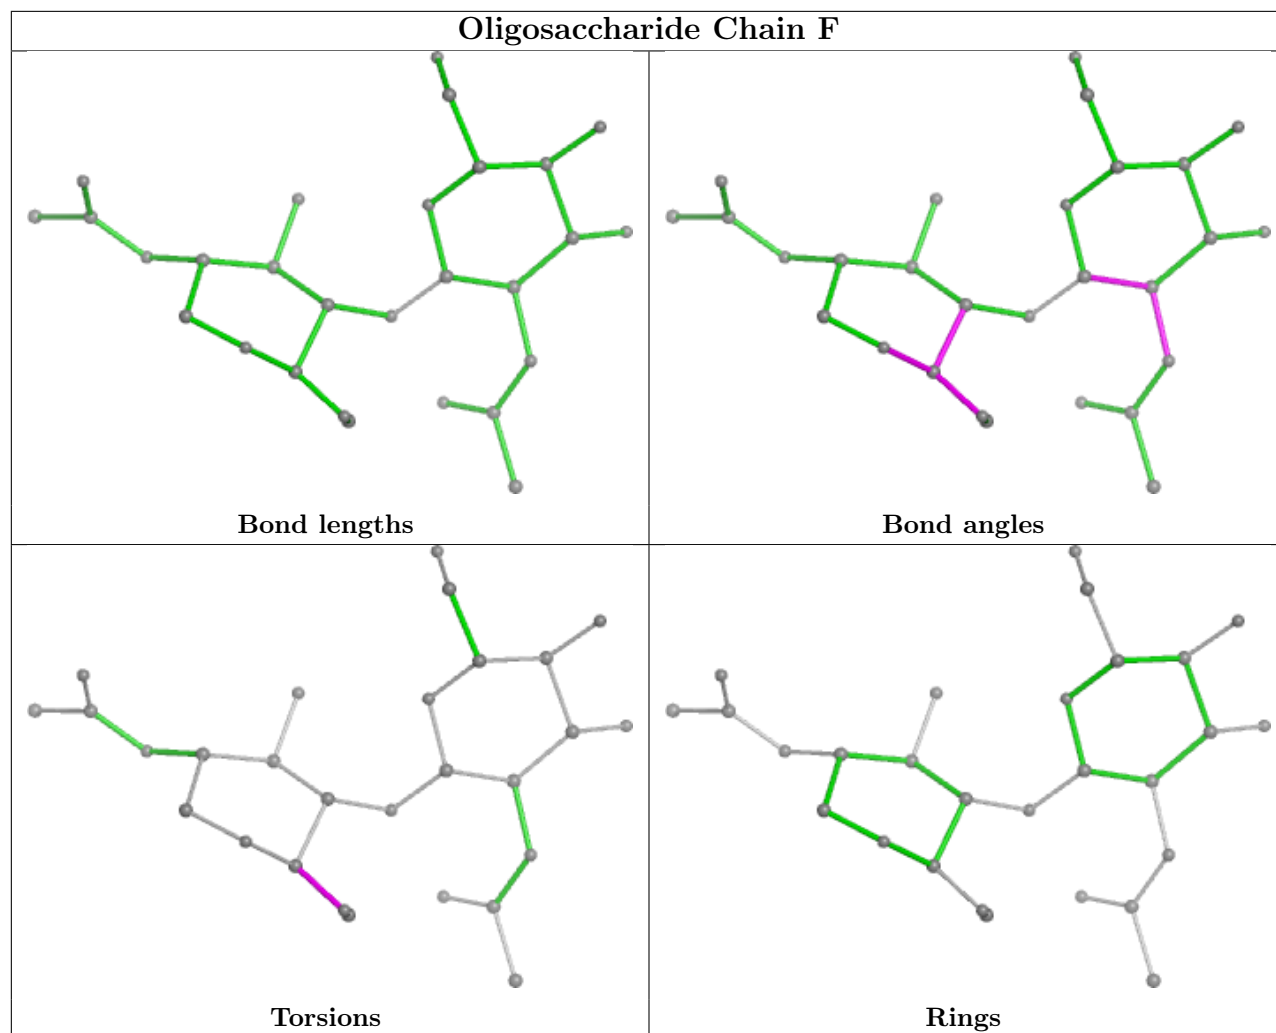 Oligosaccharide Chain F
Bond lengths
Bond angles
Torsions
Rings